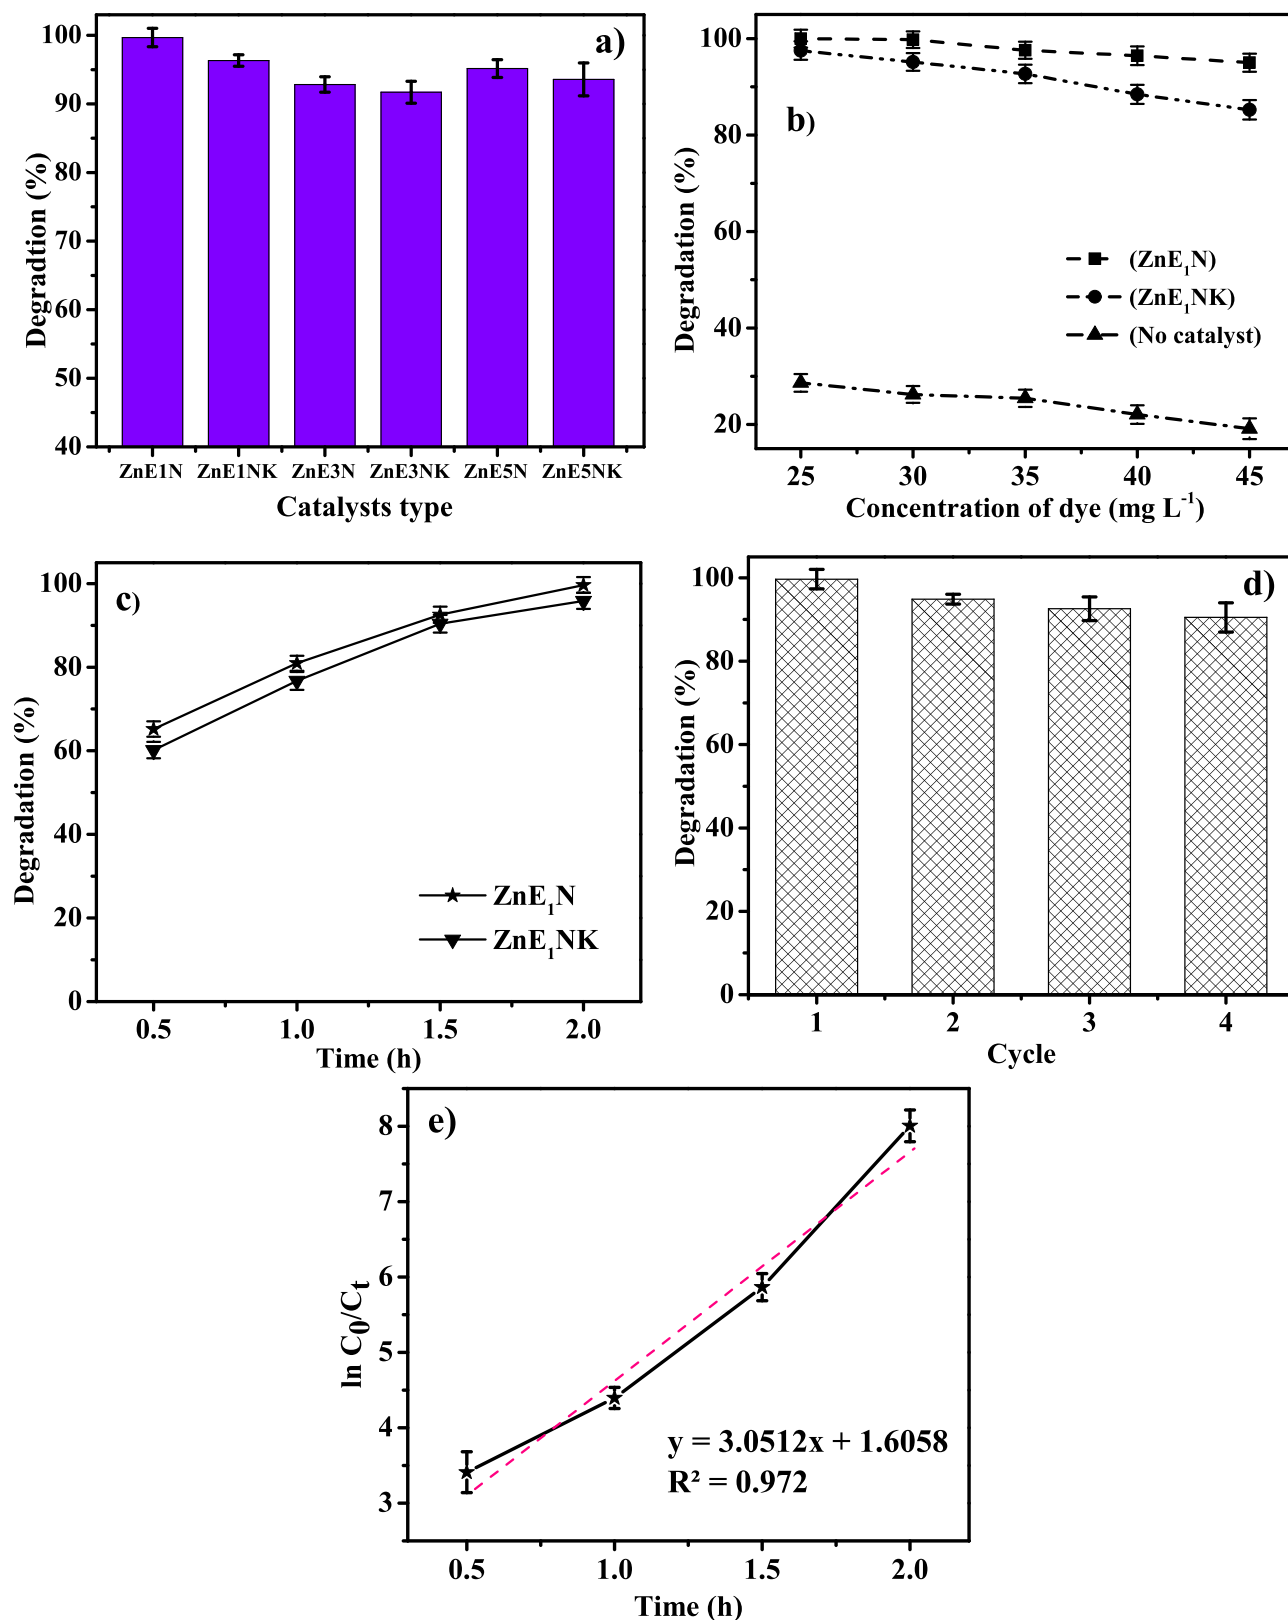 a)
100
90
80
70
60
50
40
Degradtion (%)
ZnE1N ZnE1NK ZnE3N ZnE3NK ZnE5N ZnE5NK
Catalysts type
b)
100
80
60
40
20
Degradation (%)
(ZnE₁N)
(ZnE₁NK)
(No catalyst)
25 30 35 40 45
Concentration of dye (mg L⁻¹)
c)
100
80
60
40
20
0
Degradation (%)
ZnE₁N
ZnE₁NK
0.5 1.0 1.5 2.0
Time (h)
d)
100
80
60
40
20
0
Degradation (%)
1 2 3 4
Cycle
e)
8
7
6
5
4
3
ln C₀/Cₜ
y = 3.0512x + 1.6058
R² = 0.972
0.5 1.0 1.5 2.0
Time (h)